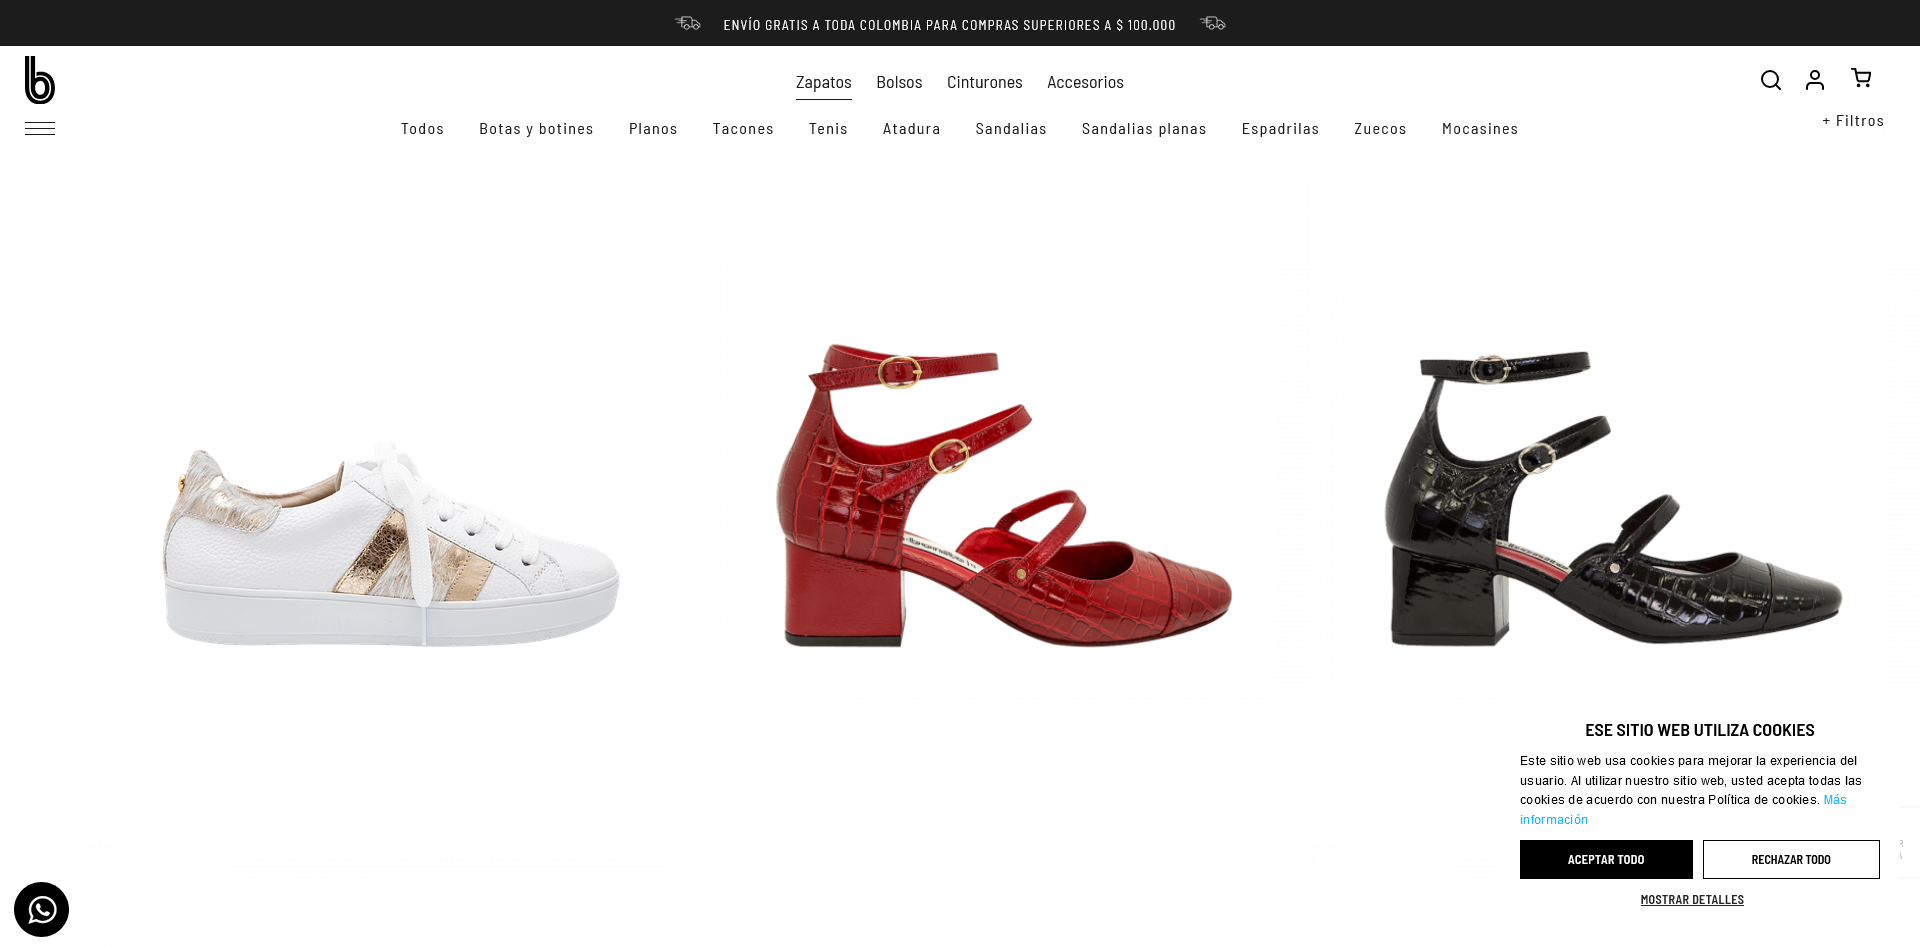 ENVÍO GRATIS A TODA COLOMBIA PARA COMPRAS SUPERIORES A $ 100.000
b
Zapatos Bolsos Cinturones Accesorios
Todos Botas y botines Planos Tacones Tenis Atadura Sandalias Sandalias planas Espadrilas Zuecos Mocasines
+ Filtros
ESE SITIO WEB UTILIZA COOKIES
Este sitio web usa cookies para mejorar la experiencia del
usuario. Al utilizar nuestro sitio web, usted acepta todas las
cookies de acuerdo con nuestra Política de cookies. Más
información
ACEPTAR TODO RECHAZAR TODO
MOSTRAR DETALLES